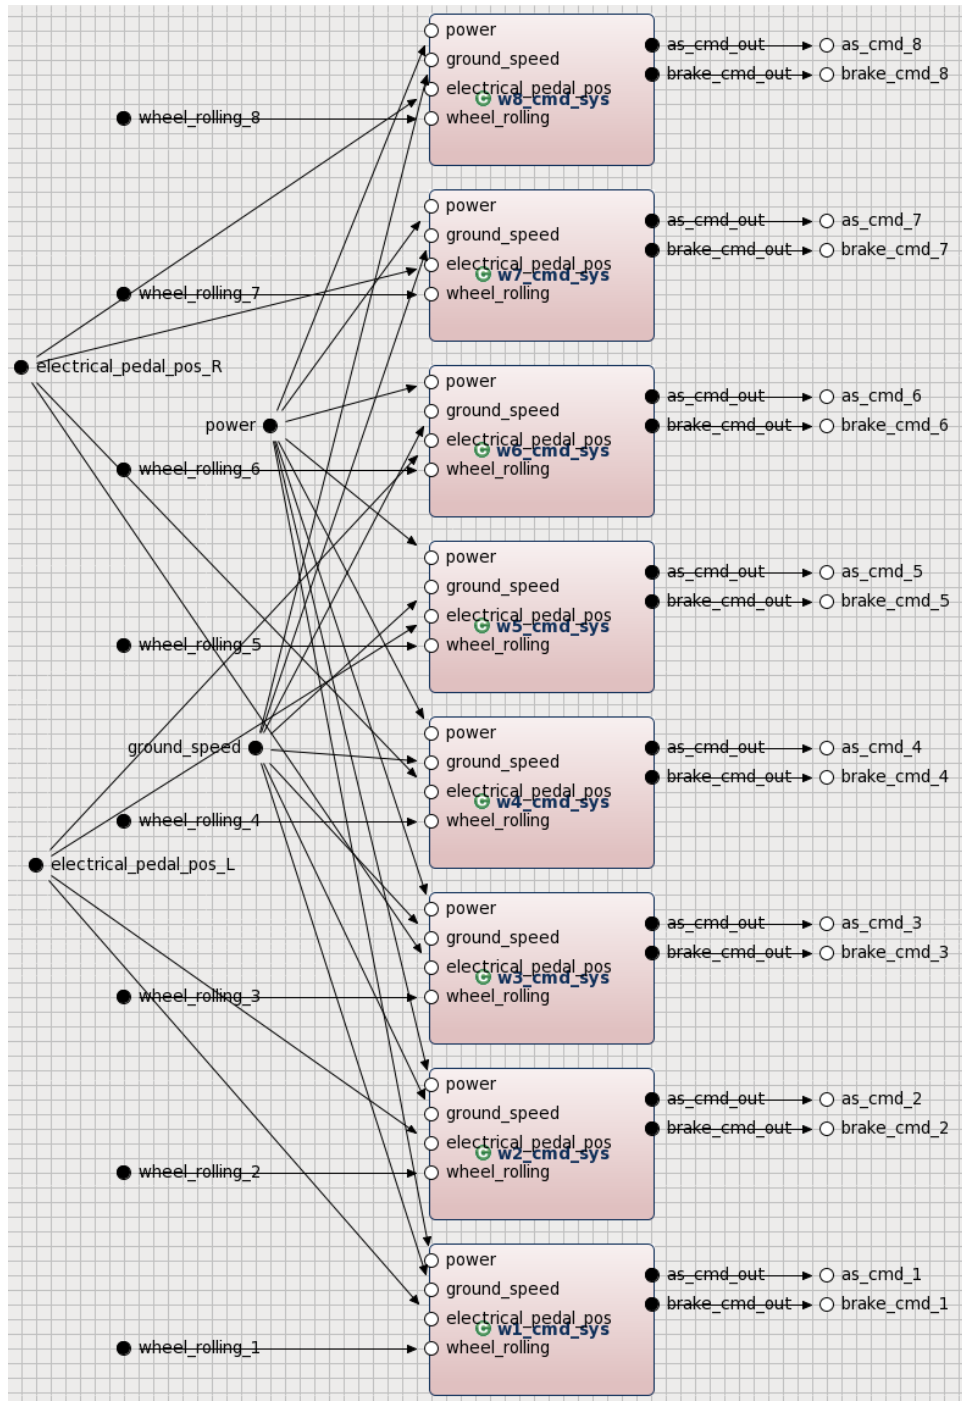 power
ground_speed
electrical_pedal_pos
w8_cmd_sys
wheel_rolling
wheel_rolling_8
as_cmd_out
as_cmd_8
brake_cmd_out
brake_cmd_8
power
ground_speed
electrical_pedal_pos
w7_cmd_sys
wheel_rolling
wheel_rolling_7
as_cmd_out
as_cmd_7
brake_cmd_out
brake_cmd_7
electrical_pedal_pos_R
power
power
ground_speed
electrical_pedal_pos
w6_cmd_sys
wheel_rolling
wheel_rolling_6
as_cmd_out
as_cmd_6
brake_cmd_out
brake_cmd_6
power
ground_speed
electrical_pedal_pos
w5_cmd_sys
wheel_rolling
wheel_rolling_5
as_cmd_out
as_cmd_5
brake_cmd_out
brake_cmd_5
ground_speed
power
ground_speed
electrical_pedal_pos
w4_cmd_sys
wheel_rolling
wheel_rolling_4
as_cmd_out
as_cmd_4
brake_cmd_out
brake_cmd_4
electrical_pedal_pos_L
power
ground_speed
electrical_pedal_pos
w3_cmd_sys
wheel_rolling
wheel_rolling_3
as_cmd_out
as_cmd_3
brake_cmd_out
brake_cmd_3
power
ground_speed
electrical_pedal_pos
w2_cmd_sys
wheel_rolling
wheel_rolling_2
as_cmd_out
as_cmd_2
brake_cmd_out
brake_cmd_2
power
ground_speed
electrical_pedal_pos
w1_cmd_sys
wheel_rolling
wheel_rolling_1
as_cmd_out
as_cmd_1
brake_cmd_out
brake_cmd_1